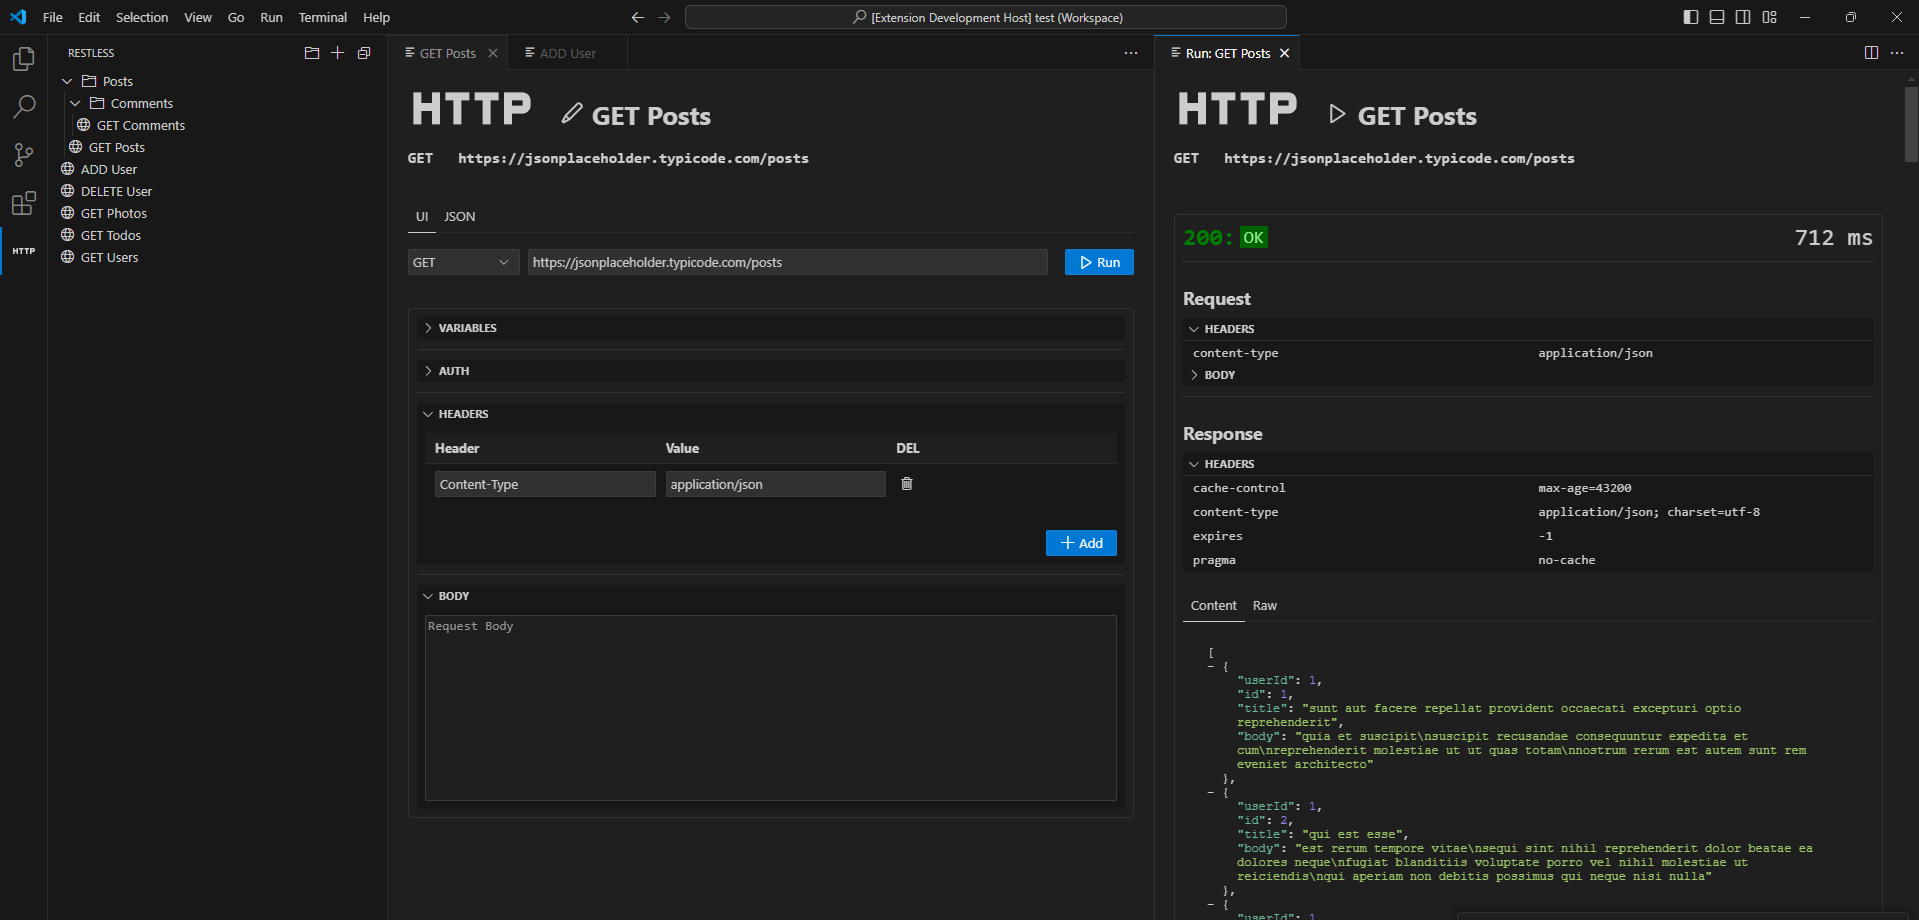 File Edit Selection View Go Run Terminal Help
[Extension Development Host] test (Workspace)
RESTLESS
Posts
Comments
GET Comments
GET Posts
ADD User
DELETE User
GET Photos
GET Todos
GET Users
HTTP
GET Posts
ADD User
HTTP GET Posts
GET https://jsonplaceholder.typicode.com/posts
UI JSON
GET https://jsonplaceholder.typicode.com/posts Run
VARIABLES
AUTH
HEADERS
Header Value DEL
Content-Type application/json
Add
BODY
Request Body
Run: GET Posts
HTTP GET Posts
GET https://jsonplaceholder.typicode.com/posts
200: OK 712 ms
Request
HEADERS
content-type application/json
BODY
Response
HEADERS
cache-control max-age=43200
content-type application/json; charset=utf-8
expires -1
pragma no-cache
Content Raw
[
- {
"userId": 1,
"id": 1,
"title": "sunt aut facere repellat provident occaecati excepturi optio
reprehenderit",
"body": "quia et suscipit\nsuscipit recusandae consequuntur expedita et
cum\nreprehenderit molestiae ut ut quas totam\nnostrum rerum est autem sunt rem
eveniet architecto"
},
- {
"userId": 1,
"id": 2,
"title": "qui est esse",
"body": "est rerum tempore vitae\nsequi sint nihil reprehenderit dolor beatae ea
dolores neque\nfugiat blanditiis voluptate porro vel nihil molestiae ut
reiciendis\nqui aperiam non debitis possimus qui neque nisi nulla"
},
- {
"userId": 1